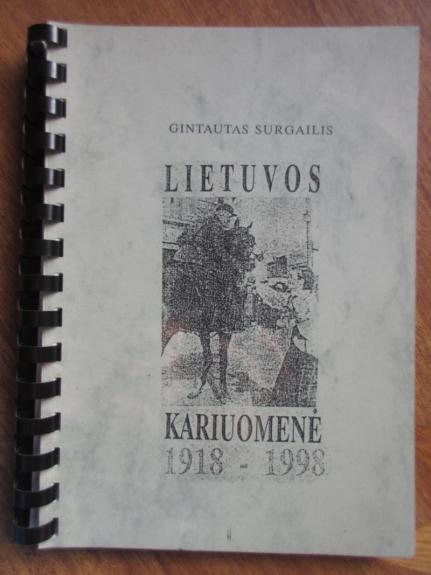 GINTAUTAS SURGAILIS
LIETUVOS
KARIUOMENĖ
1918 - 1998